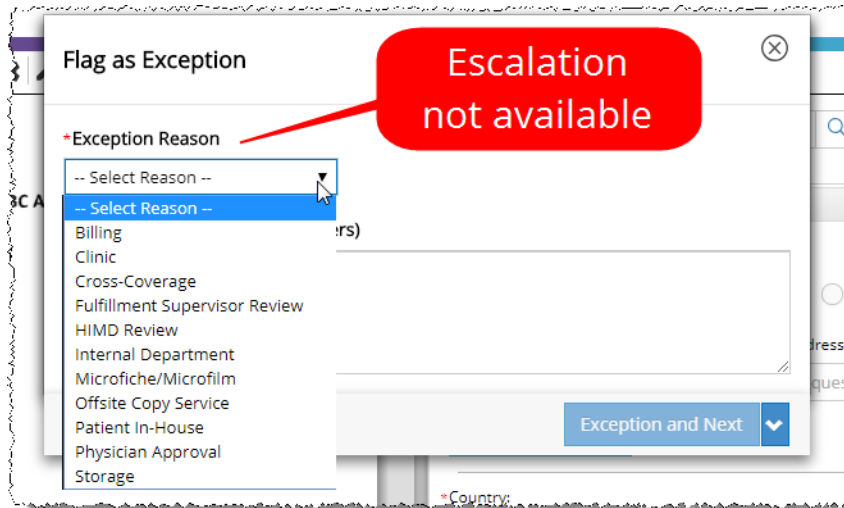 Flag as Exception
Escalation
not available
*Exception Reason
-- Select Reason --
-- Select Reason --
Billing
Clinic
Cross-Coverage
Fulfillment Supervisor Review
HIMD Review
Internal Department
Microfiche/Microfilm
Offsite Copy Service
Patient In-House
Physician Approval
Storage
rs)
Exception and Next
*Country: